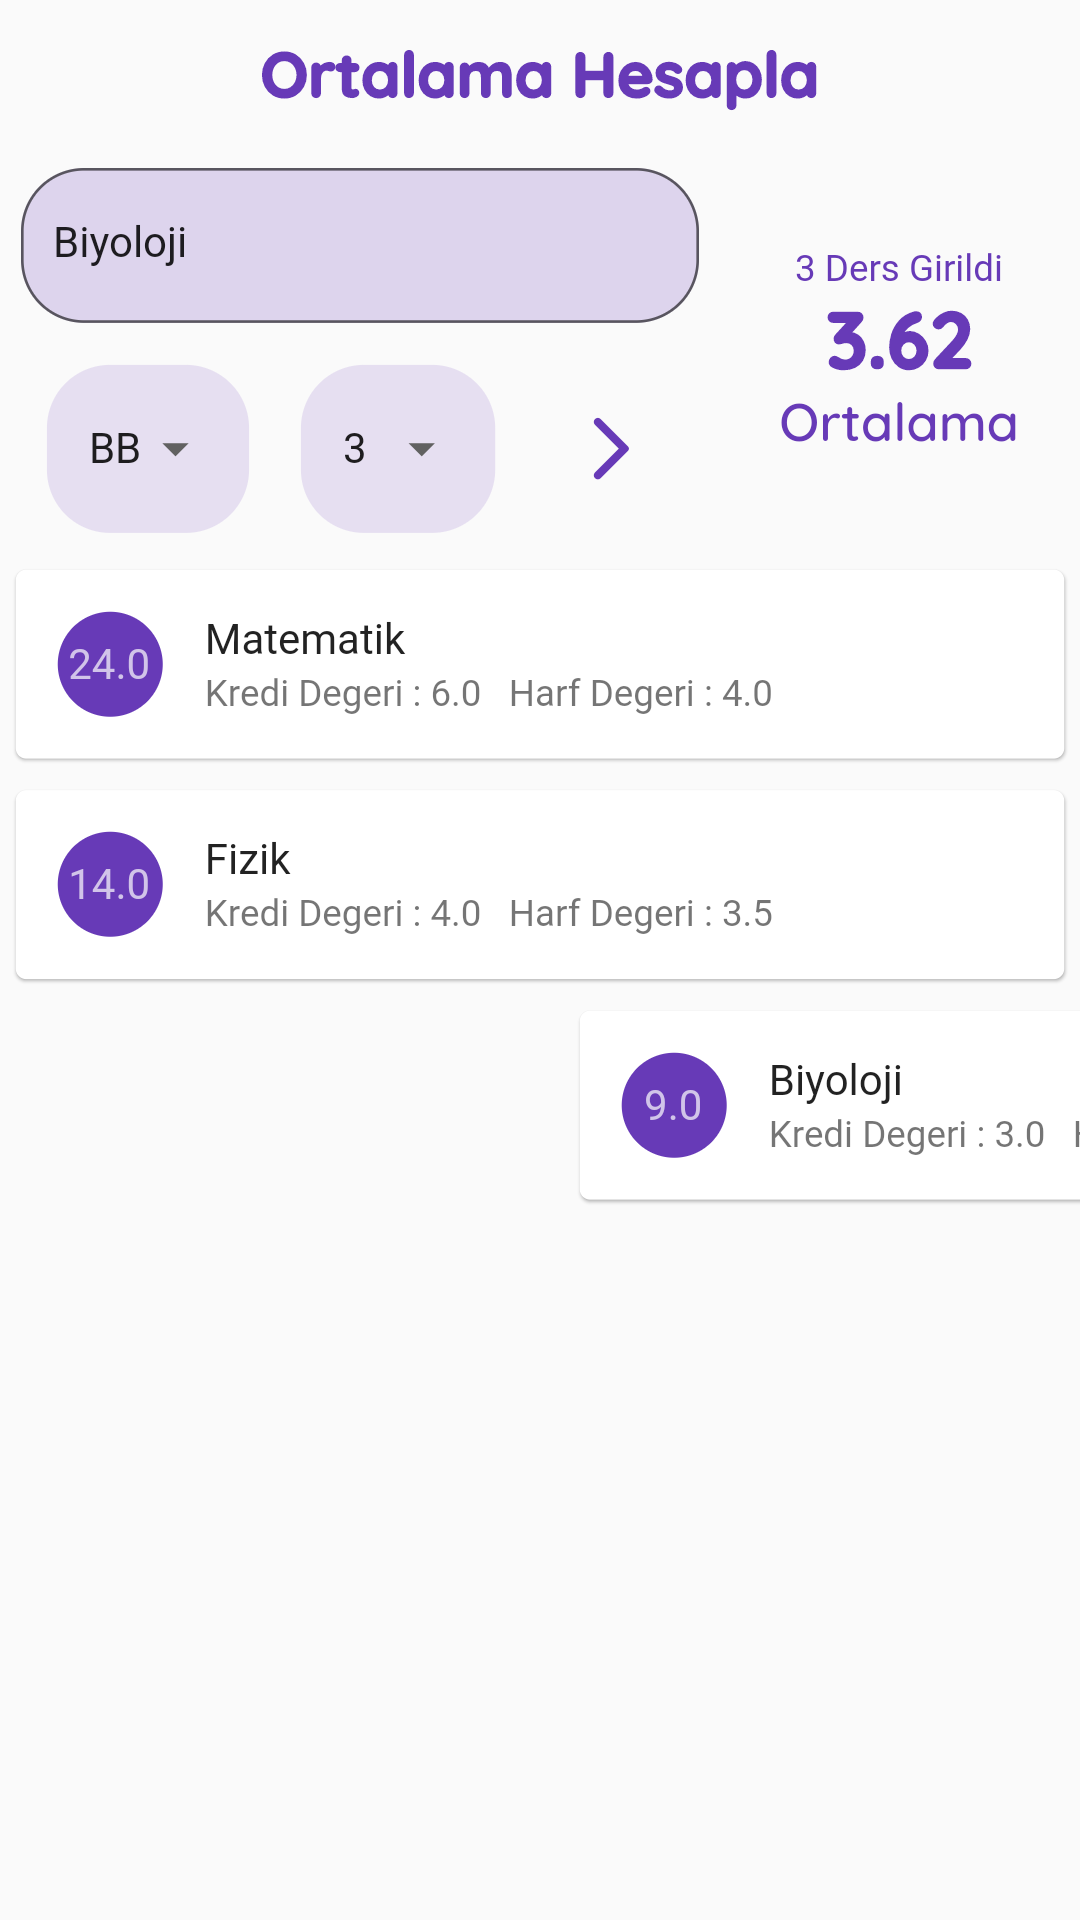 Ortalama Hesapla
Biyoloji
3 Ders Girildi
3.62
Ortalama
BB
3
24.0
Matematik
Kredi Degeri : 6.0 Harf Degeri : 4.0
14.0
Fizik
Kredi Degeri : 4.0 Harf Degeri : 3.5
9.0
Biyoloji
Kredi Degeri : 3.0